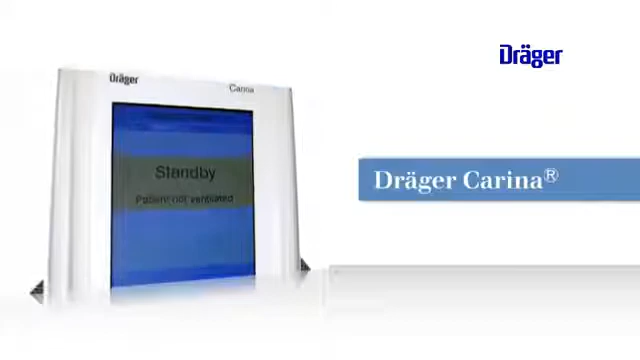 Dräger
Dräger
Carina
Standby
Patient not ventilated
Dräger Carina®